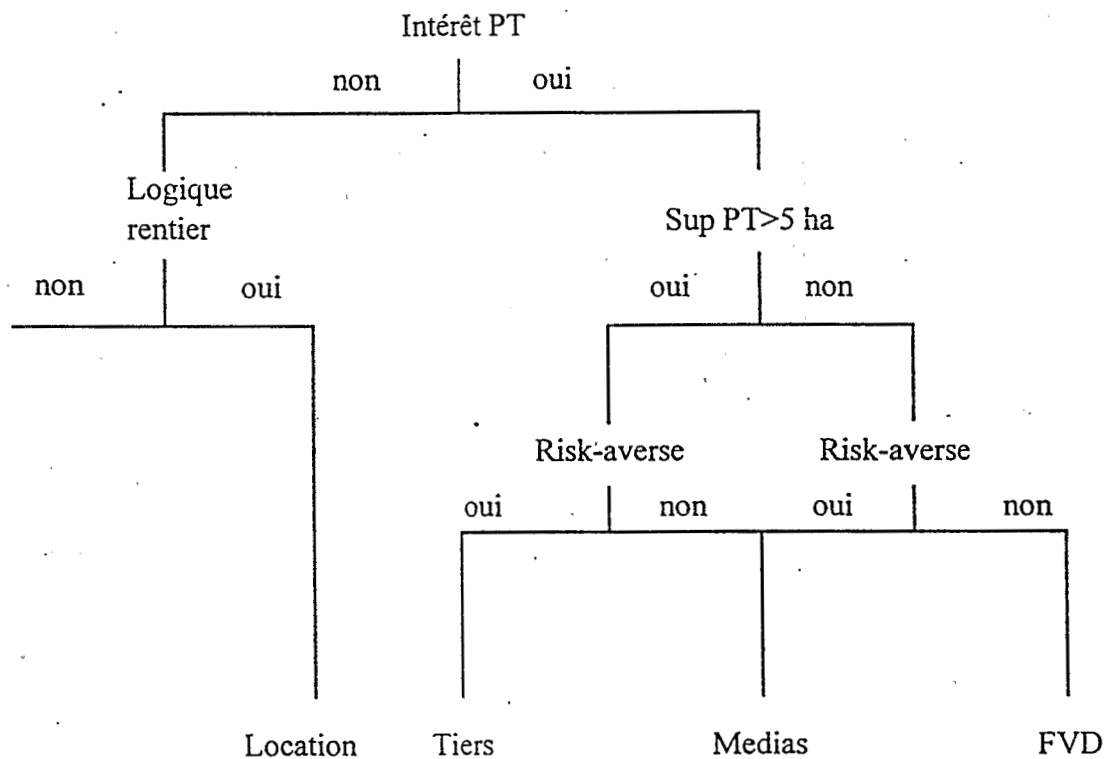 Intérêt PT
non
oui
Logique
rentier
Sup PT>5 ha
non
oui
oui
non
Risk-averse
Risk-averse
oui
non
oui
non
Location
Tiers
Medias
FVD